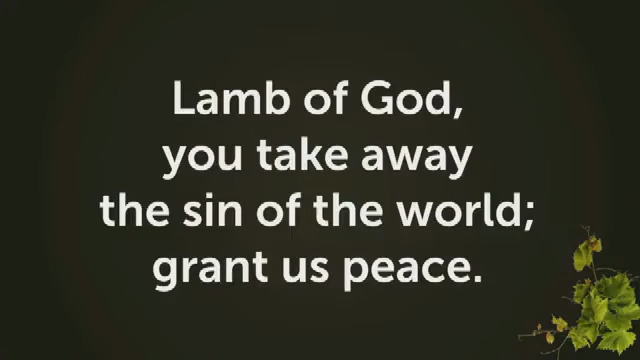 Lamb of God,
you take away
the sin of the world;
grant us peace.